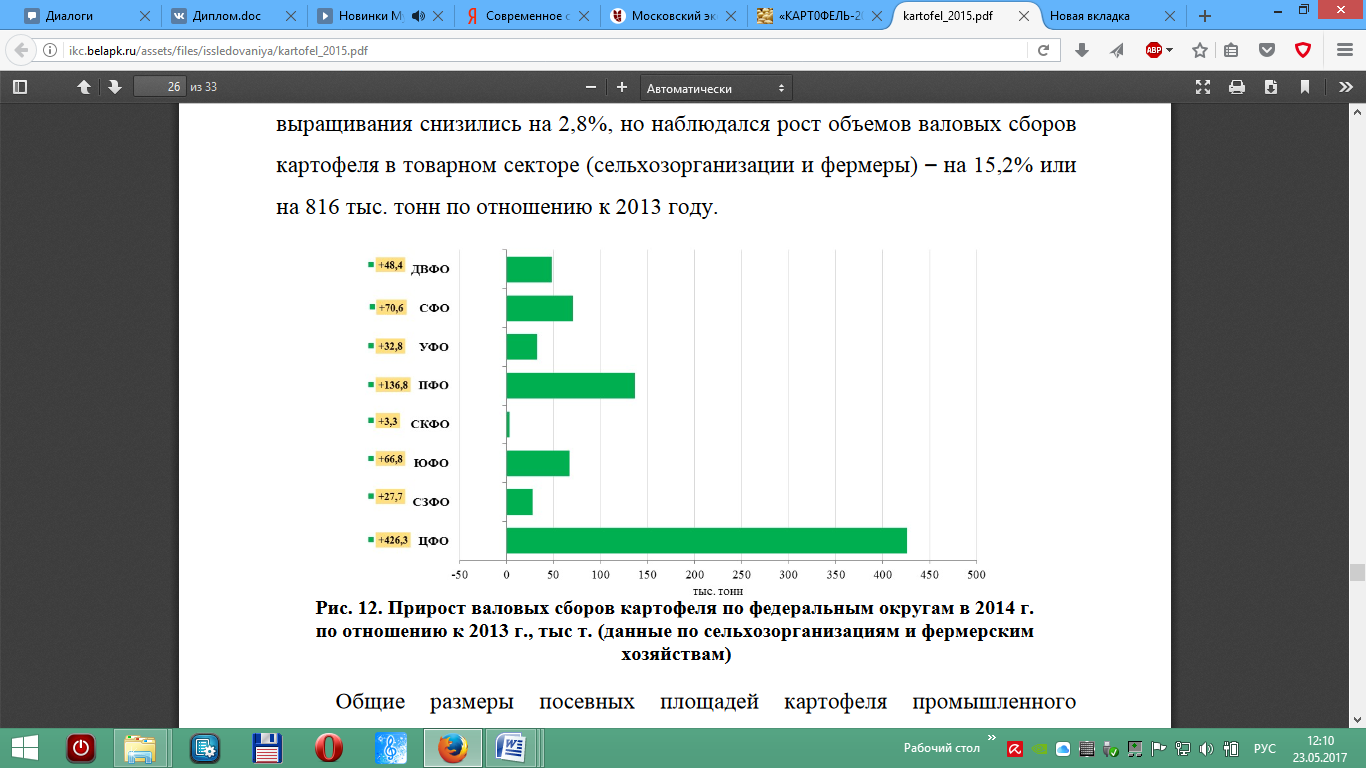 Диалоги
Диплом.doc
Новинки Му
Современное с
Московский эк
«КАРТ0ФЕЛЬ-20
kartofel_2015.pdf
Новая вкладка
ikc.belapk.ru/assets/files/issledovaniya/kartofel_2015.pdf
ABP
26 из 33
Автоматически
выращивания снизились на 2,8%, но наблюдался рост объемов валовых сборов
картофеля в товарном секторе (сельхозорганизации и фермеры) – на 15,2% или
на 816 тыс. тонн по отношению к 2013 году.
+48,4 ДВФО
+70,6 СФО
+32,8 УФО
+136,8 ПФО
+3,3 СКФО
+66,8 ЮФО
+27,7 СЗФО
+426,3 ЦФО
-50 0 50 100 150 200 250 300 350 400 450 500
тыс. тонн
Рис. 12. Прирост валовых сборов картофеля по федеральным округам в 2014 г.
по отношению к 2013 г., тыс т. (данные по сельхозорганизациям и фермерским
хозяйствам)
Общие размеры посевных площадей картофеля промышленного
Рабочий стол
РУС
12:10
23.05.2017